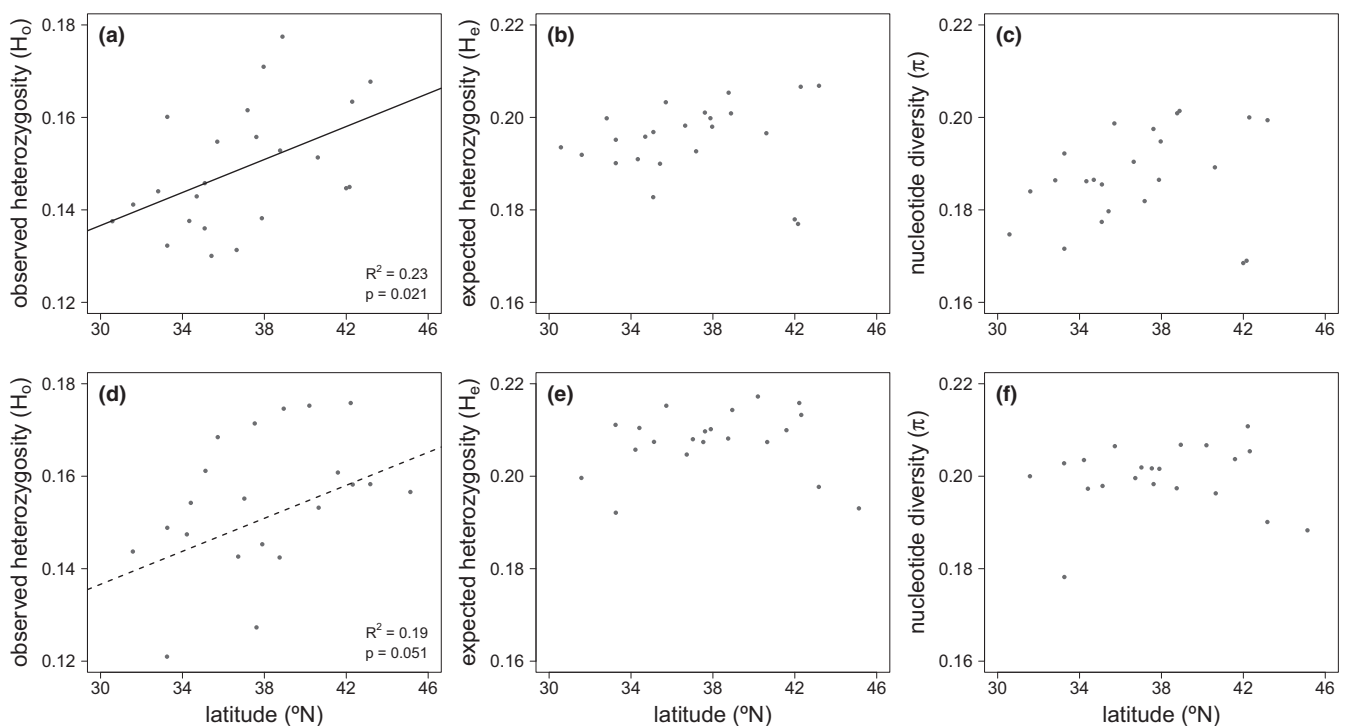 (a)
observed heterozygosity (Ho)
0.18
0.16
0.14
0.12
R2 = 0.23
p = 0.021
30 34 38 42 46
(b)
expected heterozygosity (He)
0.22
0.20
0.18
0.16
30 34 38 42 46
(c)
nucleotide diversity (π)
0.22
0.20
0.18
0.16
30 34 38 42 46
(d)
observed heterozygosity (Ho)
0.18
0.16
0.14
0.12
R2 = 0.19
p = 0.051
30 34 38 42 46
latitude (ºN)
(e)
expected heterozygosity (He)
0.22
0.20
0.18
0.16
30 34 38 42 46
latitude (ºN)
(f)
nucleotide diversity (π)
0.22
0.20
0.18
0.16
30 34 38 42 46
latitude (ºN)